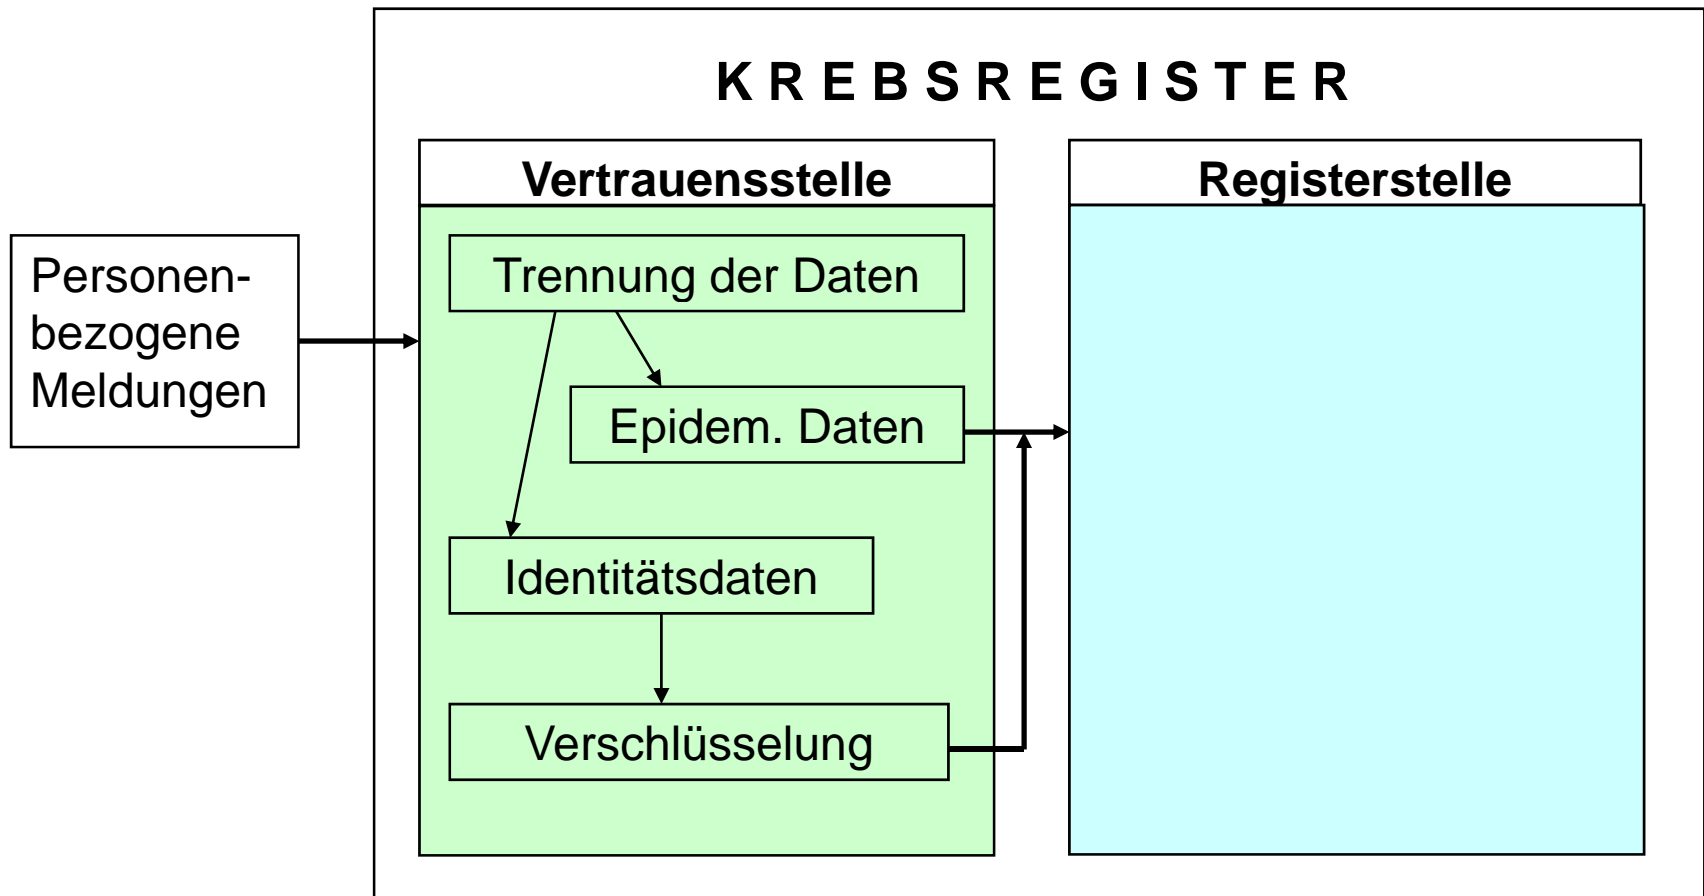 K R E B S R E G I S T E R
Vertrauensstelle
Registerstelle
Personen-
bezogene
Meldungen
Trennung der Daten
Epidem. Daten
Identitätsdaten
Verschlüsselung